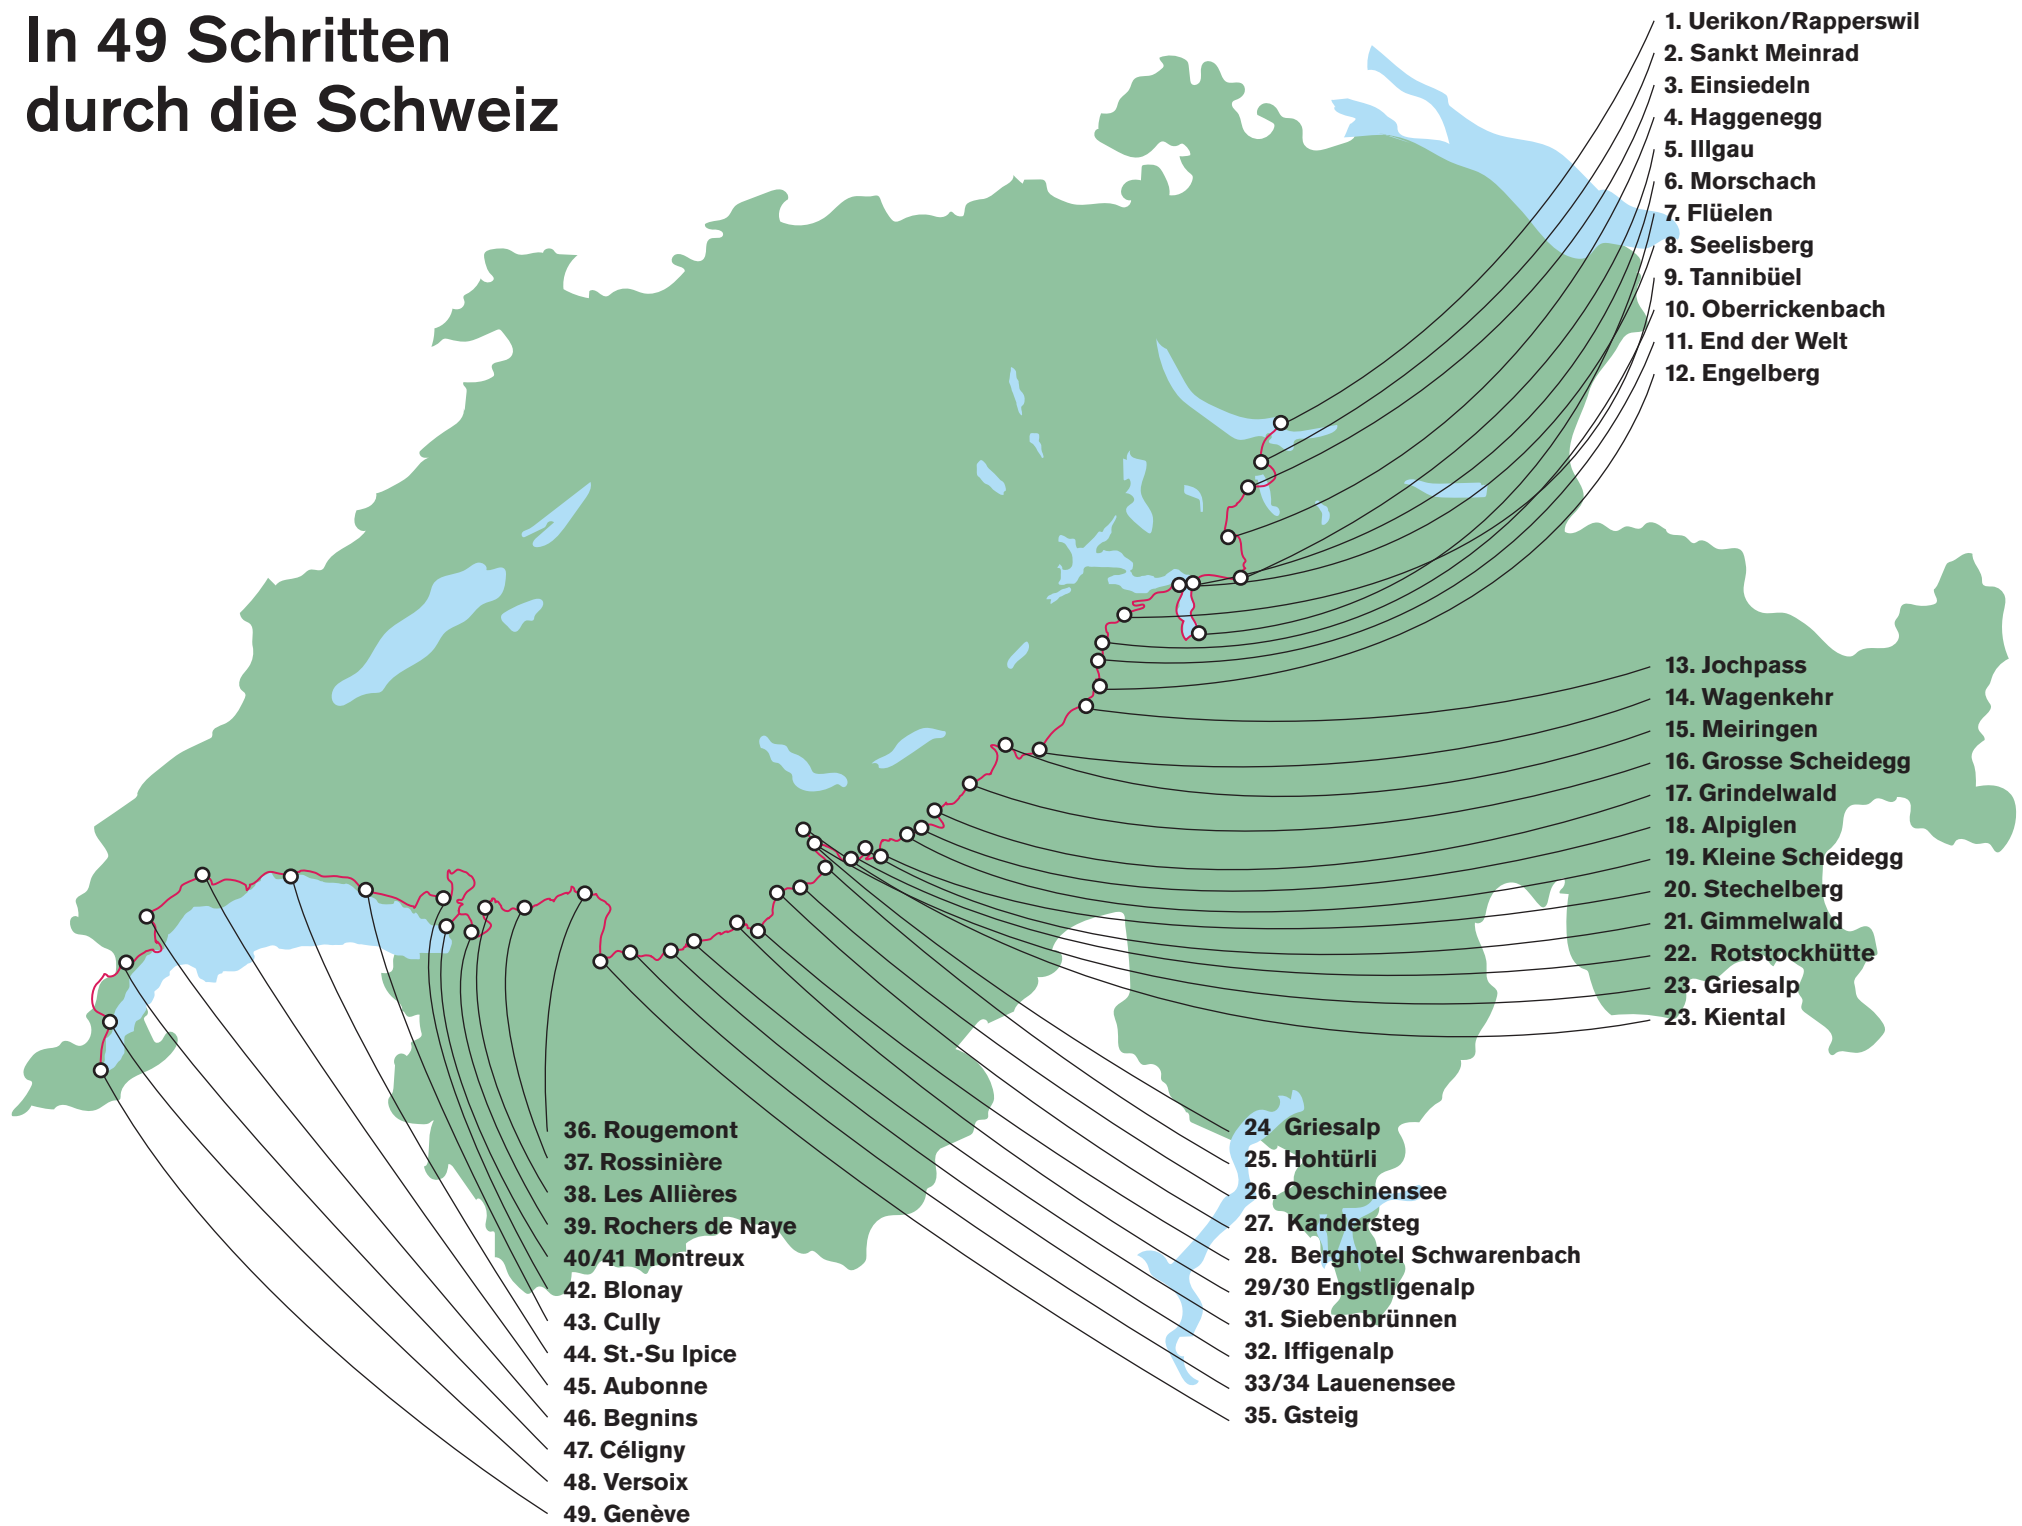 In 49 Schritten
durch die Schweiz
1. Uerikon/Rapperswil
2. Sankt Meinrad
3. Einsiedeln
4. Haggenegg
5. Illgau
6. Morschach
7. Flüelen
8. Seelisberg
9. Tannibüel
10. Oberrickenbach
11. End der Welt
12. Engelberg
13. Jochpass
14. Wagenkehr
15. Meiringen
16. Grosse Scheidegg
17. Grindelwald
18. Alpiglen
19. Kleine Scheidegg
20. Stechelberg
21. Gimmelwald
22. Rotstockhütte
23. Griesalp
23. Kiental
24 Griesalp
25. Hohtürli
26. Oeschinensee
27. Kandersteg
28. Berghotel Schwarenbach
29/30 Engstligenalp
31. Siebenbrünnen
32. Iffigenalp
33/34 Lauenensee
35. Gsteig
36. Rougemont
37. Rossinière
38. Les Allières
39. Rochers de Naye
40/41 Montreux
42. Blonay
43. Cully
44. St.-Su lpice
45. Aubonne
46. Begnins
47. Céligny
48. Versoix
49. Genève